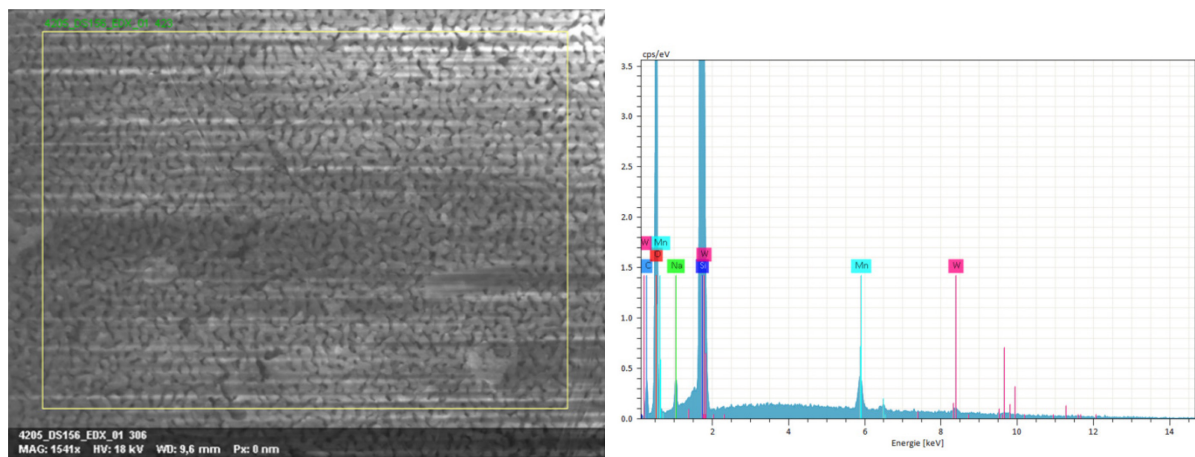 4205_DS156_EDX_01 306
4205_DS156_EDX_01 306
MAG: 1541x HV: 18 kV WD: 9,6 mm Px: 0 nm
cps/eV
3.5
3.0
2.5
2.0
1.5
1.0
0.5
0.0
W Mn
O W
C Na Si Mn W
2 4 6 8 10 12 14
Energie [keV]